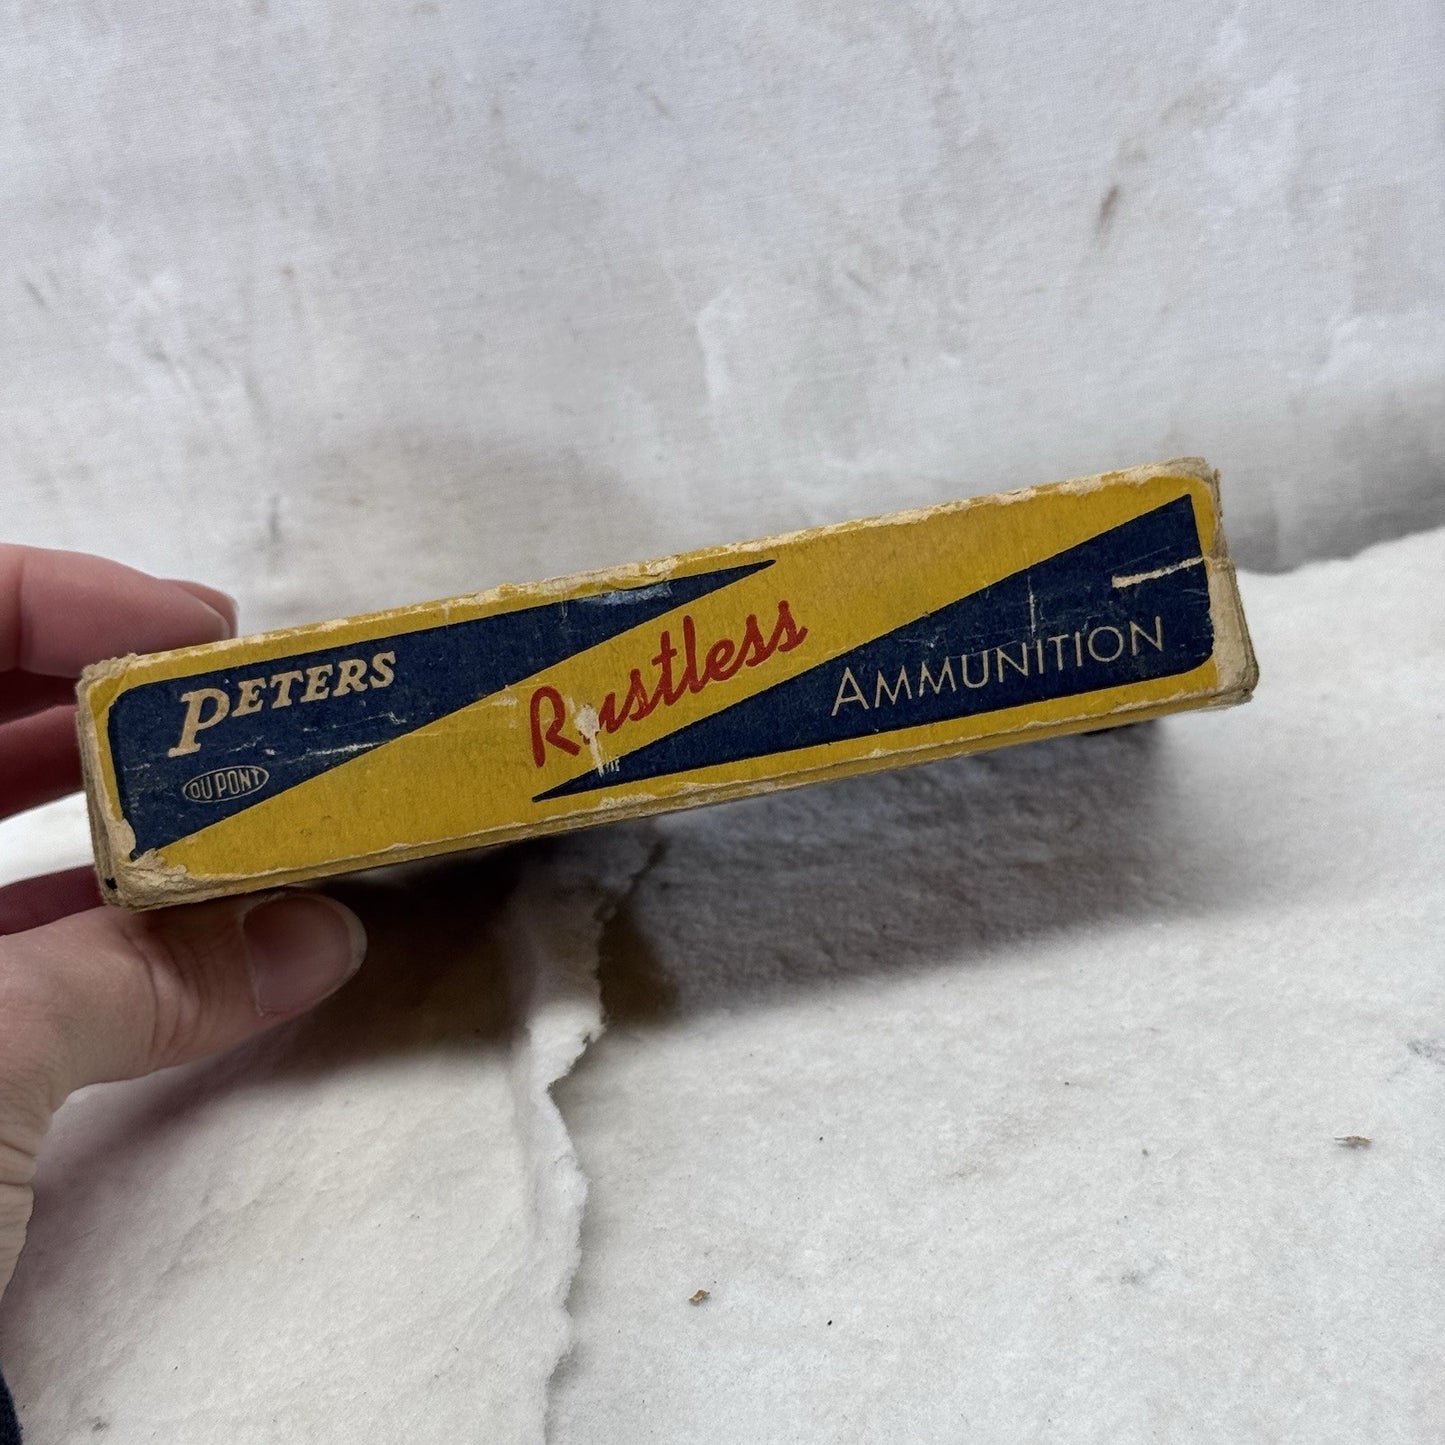 PETERS
DU PONT
Rustless
AMMUNITION